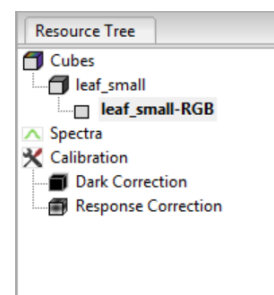 Resource Tree
Cubes
leaf_small
leaf_small-RGB
Spectra
Calibration
Dark Correction
Response Correction